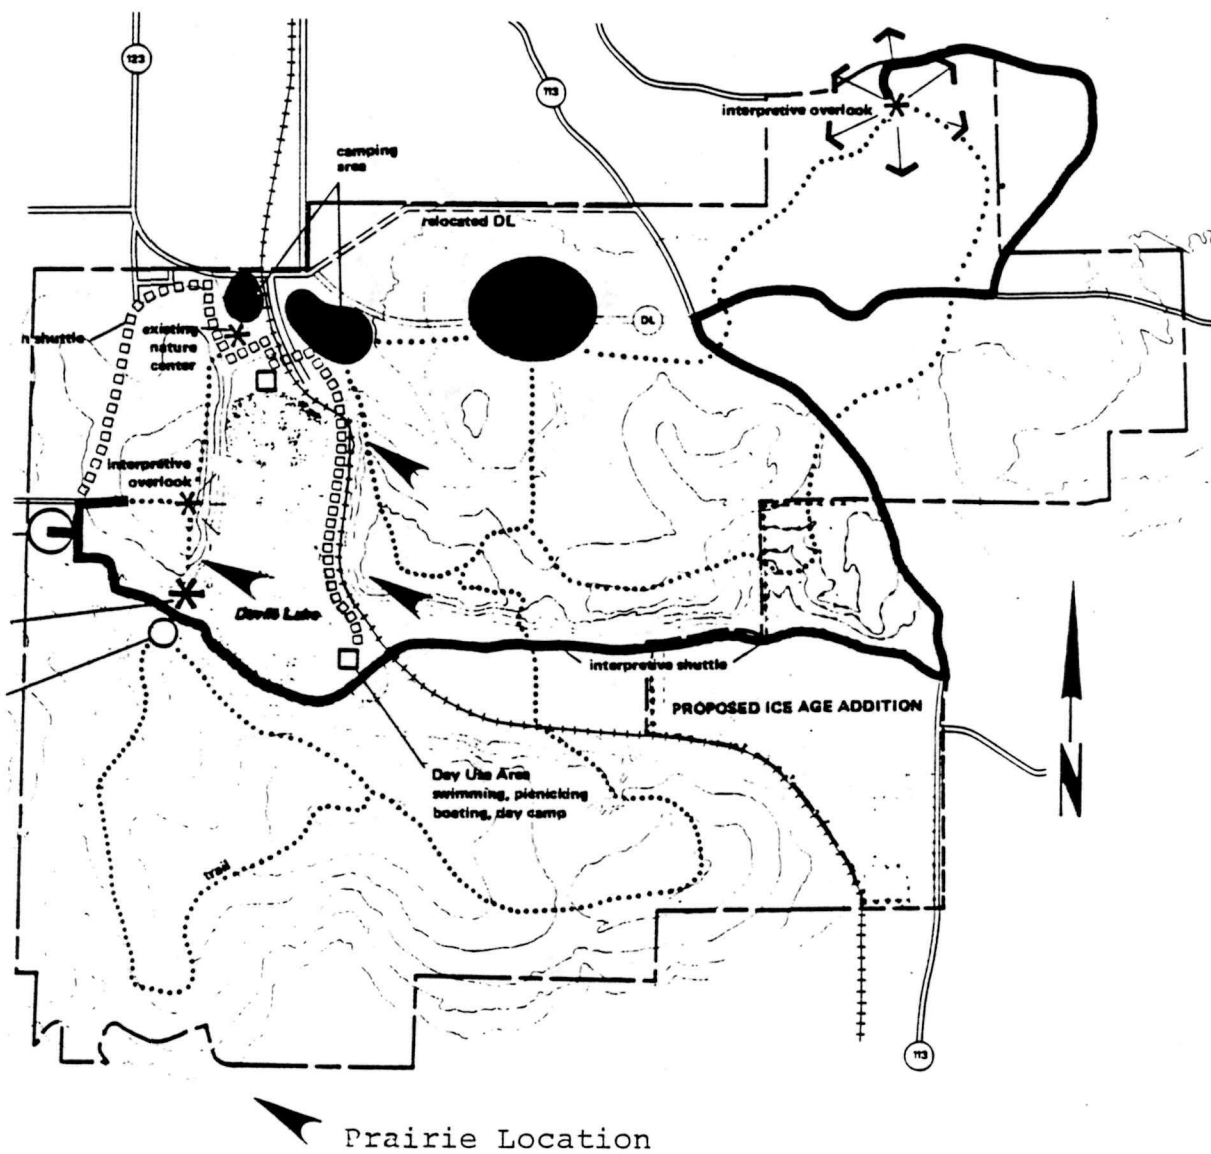 123
113
interpretive overlook
camping
area
relocated DL
DL
n shuttle
existing
nature
center
interpretive
overlook
Devils Lake
interpretive shuttle
PROPOSED ICE AGE ADDITION
N
Day Use Area
swimming, picnicking
boating, day camp
trail
113
Prairie Location